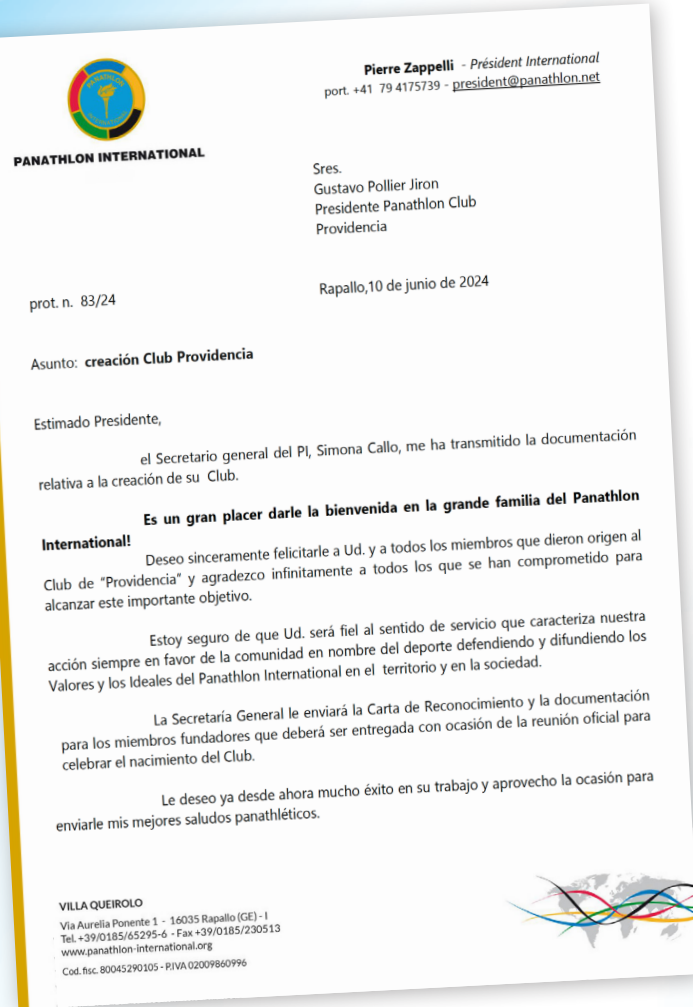 PANATHLON
INTERNATIONAL
PANATHLON INTERNATIONAL
Pierre Zappelli - Président International
port. +41 79 4175739 - president@panathlon.net
Sres.
Gustavo Pollier Jiron
Presidente Panathlon Club
Providencia
prot. n. 83/24
Rapallo,10 de junio de 2024
Asunto: creación Club Providencia
Estimado Presidente,
el Secretario general del PI, Simona Callo, me ha transmitido la documentación
relativa a la creación de su Club.
Es un gran placer darle la bienvenida en la grande familia del Panathlon
International!
Deseo sinceramente felicitarle a Ud. y a todos los miembros que dieron origen al
Club de “Providencia” y agradezco infinitamente a todos los que se han comprometido para
alcanzar este importante objetivo.
Estoy seguro de que Ud. será fiel al sentido de servicio que caracteriza nuestra
acción siempre en favor de la comunidad en nombre del deporte defendiendo y difundiendo los
Valores y los Ideales del Panathlon International en el territorio y en la sociedad.
La Secretaría General le enviará la Carta de Reconocimiento y la documentación
para los miembros fundadores que deberá ser entregada con ocasión de la reunión oficial para
celebrar el nacimiento del Club.
Le deseo ya desde ahora mucho éxito en su trabajo y aprovecho la ocasión para
enviarle mis mejores saludos panathléticos.
VILLA QUEIROLO
Via Aurelia Ponente 1 - 16035 Rapallo (GE) - I
Tel. +39/0185/65295-6 - Fax +39/0185/230513
www.panathlon-international.org
Cod. fisc. 80045290105 - P.IVA 02009860996